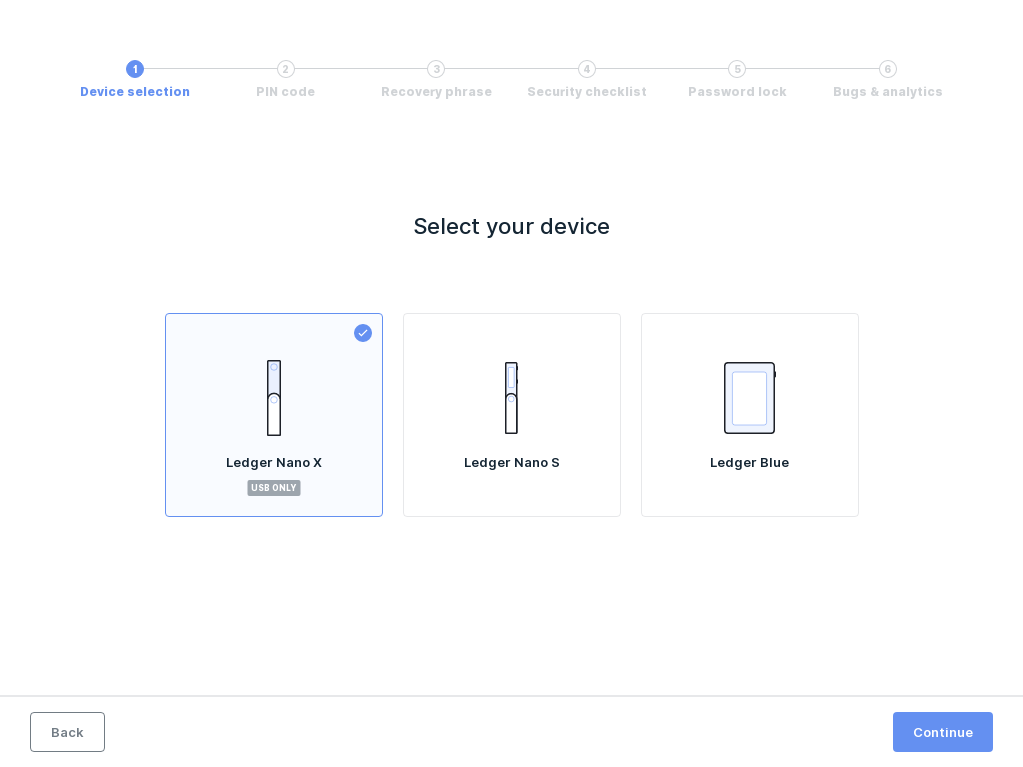 1 2 3 4 5 6
Device selection PIN code Recovery phrase Security checklist Password lock Bugs & analytics
Select your device
Ledger Nano X Ledger Nano S Ledger Blue
USB ONLY
Back Continue